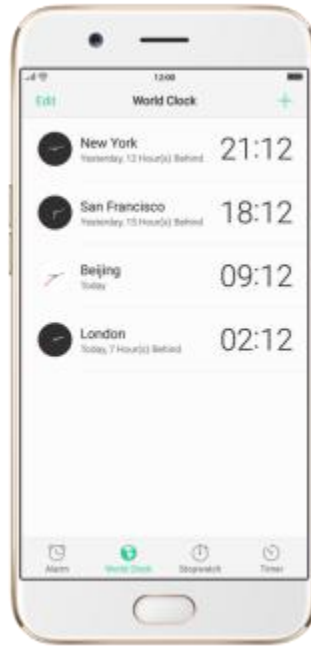 12:00
Edit
World Clock
+
New York
Yesterday, 12 Hour(s) Behind
21:12
San Francisco
Yesterday, 15 Hour(s) Behind
18:12
Beijing
Today
09:12
London
Today, 7 Hour(s) Behind
02:12
Alarm
World Clock
Stopwatch
Timer